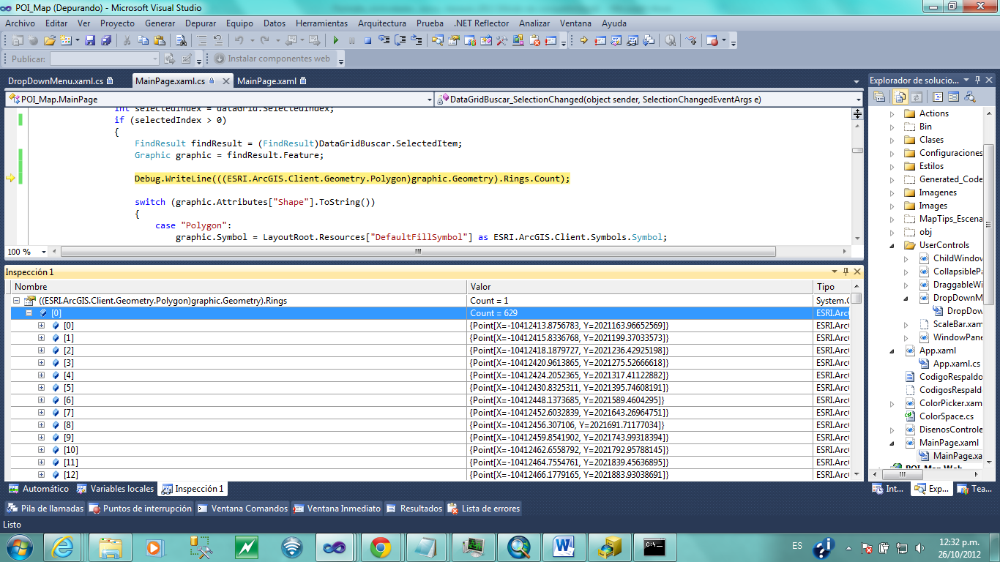 POI_Map (Depurando) - Microsoft Visual Studio
Archivo Editar Ver Proyecto Generar Depurar Equipo Datos Herramientas Arquitectura Prueba .NET Reflector Analizar Ventana Ayuda
Publicar: Instalar componentes web
DropDownMenu.xaml.cs MainPage.xaml.cs MainPage.xaml
POI_Map.MainPage DataGridBuscar_SelectionChanged(object sender, SelectionChangedEventArgs e)
int selectedIndex = dataGrid.SelectedIndex;
if (selectedIndex > 0)
{
FindResult findResult = (FindResult)DataGridBuscar.SelectedItem;
Graphic graphic = findResult.Feature;
Debug.WriteLine(((ESRI.ArcGIS.Client.Geometry.Polygon)graphic.Geometry).Rings.Count);
switch (graphic.Attributes["Shape"].ToString())
{
case "Polygon":
graphic.Symbol = LayoutRoot.Resources["DefaultFillSymbol"] as ESRI.ArcGIS.Client.Symbols.Symbol;
100 %
Inspección 1
Nombre Valor Tipo
((ESRI.ArcGIS.Client.Geometry.Polygon)graphic.Geometry).Rings Count = 1 System.C
[0] Count = 629 ESRI.Arc
[0] {Point[X=-10412413.8756783, Y=2021163.96652569]} ESRI.Arc
[1] {Point[X=-10412415.8336768, Y=2021199.37033573]} ESRI.Arc
[2] {Point[X=-10412418.1879727, Y=2021236.42925198]} ESRI.Arc
[3] {Point[X=-10412420.9613865, Y=2021275.52666618]} ESRI.Arc
[4] {Point[X=-10412424.2052365, Y=2021317.41122882]} ESRI.Arc
[5] {Point[X=-10412430.8325311, Y=2021395.74608191]} ESRI.Arc
[6] {Point[X=-10412448.1373685, Y=2021589.4604295]} ESRI.Arc
[7] {Point[X=-10412452.6032839, Y=2021643.26964751]} ESRI.Arc
[8] {Point[X=-10412456.307106, Y=2021691.71177034]} ESRI.Arc
[9] {Point[X=-10412459.8541902, Y=2021743.99318394]} ESRI.Arc
[10] {Point[X=-10412462.6558792, Y=2021792.95788145]} ESRI.Arc
[11] {Point[X=-10412464.7554761, Y=2021839.45636895]} ESRI.Arc
[12] {Point[X=-10412466.1779165, Y=2021883.93038691]} ESRI.Arc
Automático Variables locales Inspección 1
Explorador de solucio...
Actions
Bin
Clases
Configuraciones
Estilos
Generated_Code
Imagenes
Images
MapTips_Escena
obj
UserControls
ChildWindow
CollapsiblePa
DraggableWi
DropDownM
DropDow
ScaleBar.xam
WindowPane
App.xaml
App.xaml.cs
CodigoRespaldo
CodigosRespald
ColorPicker.xam
ColorSpace.cs
DisenosControle
MainPage.xaml
MainPage.xa
POI_Map.Web
Int... Exp... Tea...
Pila de llamadas Puntos de interrupción Ventana Comandos Ventana Inmediato Resultados Lista de errores
Listo
ES
12:32 p.m.
26/10/2012